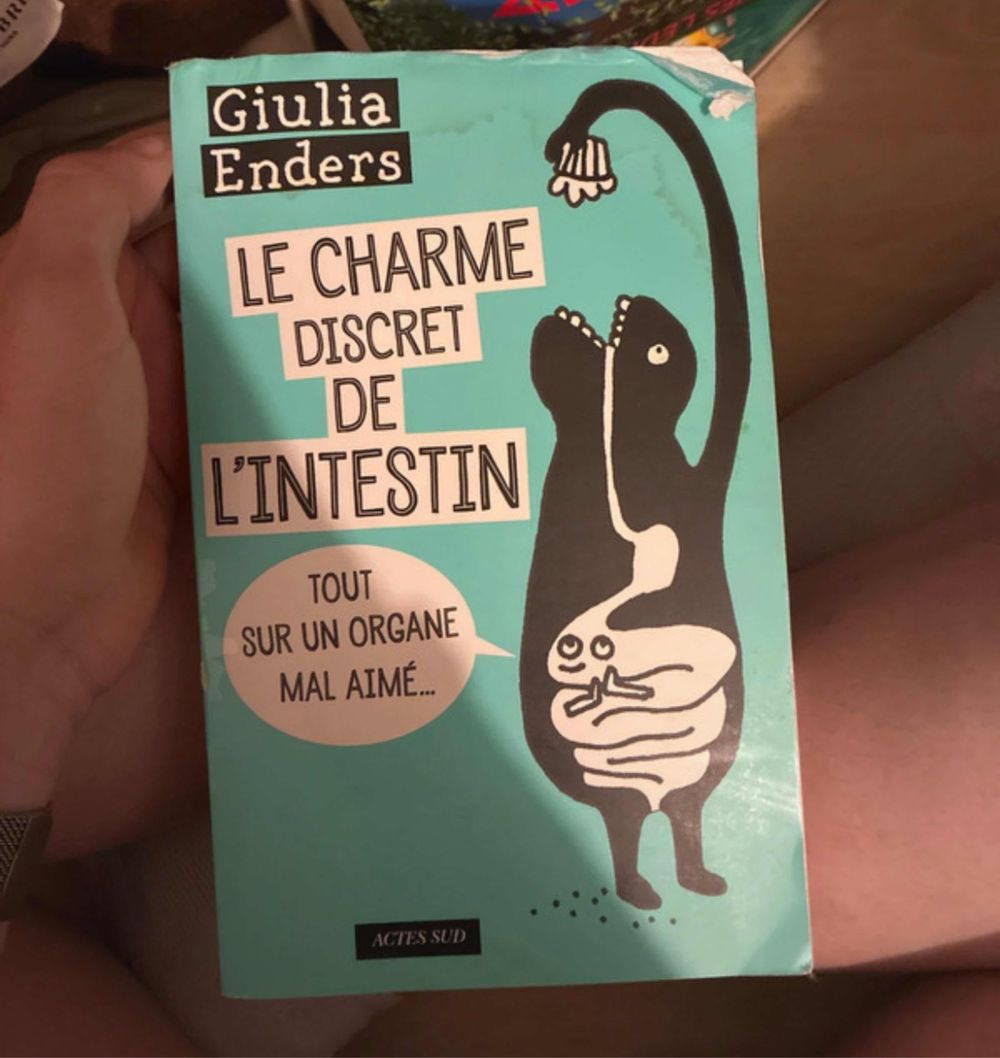 Giulia
Enders
LE CHARME
DISCRET
DE
L'INTESTIN
TOUT
SUR UN ORGANE
MAL AIMÉ...
ACTES SUD